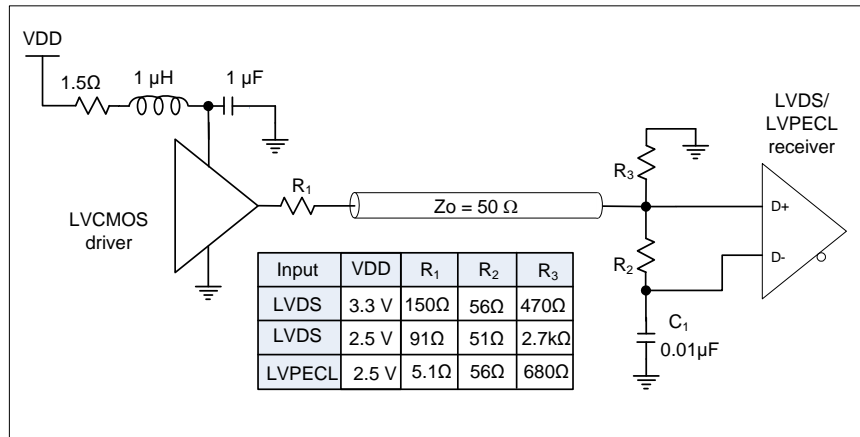 VDD
1.5Ω
1 µH
1 µF
LVCMOS
driver
R1
Zo = 50 Ω
R3
R2
C1
0.01µF
LVDS/
LVPECL
receiver
D+
D-
Input VDD R1 R2 R3
LVDS 3.3 V 150Ω 56Ω 470Ω
LVDS 2.5 V 91Ω 51Ω 2.7kΩ
LVPECL 2.5 V 5.1Ω 56Ω 680Ω